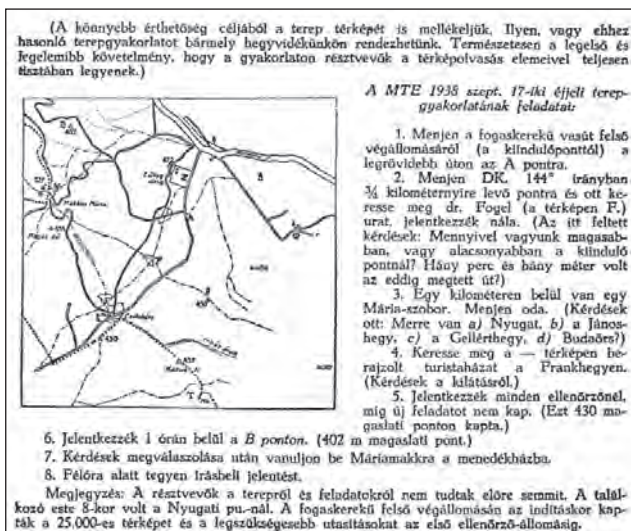 (A könnyebb érthetőség céljából a terep térképét is mellékeljük. Ilyen, vagy ehhez
hasonló terepgyakorlatot bármely hegyvidékünkön rendezhetünk. Természetesen a legelső és
legelemibb követelmény, hogy a gyakorlaton résztvevők a térképolvasás elemeivel teljesen
tisztában legyenek.)
A MTE 1938 szept. 17-iki éjjeli terep-
gyakorlatának feladatai:
1. Menjen a fogaskerekű vasút felső
végállomásáról (a kiindulóponttól) a
legrövidebb úton az A pontra.
2. Menjen DK. 144° irányban
¾ kilométernyire levő pontra és ott ke-
resse meg dr. Fogel (a térképen F.)
urat, jelentkezzék nála. (Az itt feltett
kérdések: Mennyivel vagyunk magasab-
ban, vagy alacsonyabban a kiinduló
pontnál? Hány perc és hány méter volt
az eddig megtett út?)
3. Egy kilométeren belül van egy
Mária-szobor. Menjen oda. (Kérdések
ott: Merre van a) Nyugat, b) a János-
hegy, c) a Gellérthegy, d) Budaörs?)
4. Keresse meg a — térképen be-
rajzolt turistaházat a Frankhegyen.
(Kérdések a kilátásról.)
5. Jelentkezzék minden ellenőrzőnél,
míg új feladatot nem kap. (Ezt 430 ma-
gaslati ponton kapta.)
6. Jelentkezzék 1 órán belül a B ponton. (402 m magaslati pont.)
7. Kérdések megválaszolása után vanuljon be Máriamakkra a menedékházba.
8. Félóra alatt tegyen írásbeli jelentést.
Megjegyzés: A résztvevők a terepről és feladatokról nem tudtak előre semmit. A talál-
kozó este 8-kor volt a Nyugati pu.-nál. A fogaskerekű felső végállomásán az indításkor kap-
ták a 25.000-es térképet és a legszükségesebb utasításokat az első ellenőrző-állomásig.